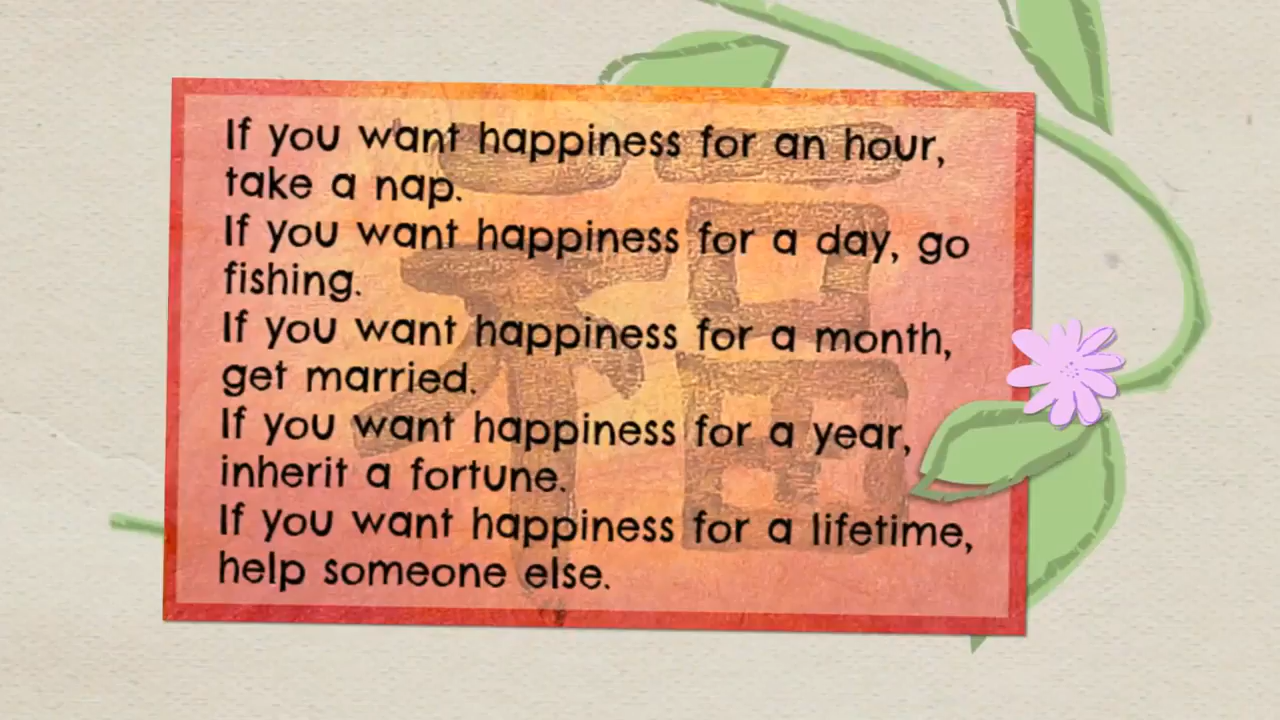 If you want happiness for an hour,
take a nap.
If you want happiness for a day, go
fishing.
If you want happiness for a month,
get married.
If you want happiness for a year,
inherit a fortune.
If you want happiness for a lifetime,
help someone else.
福